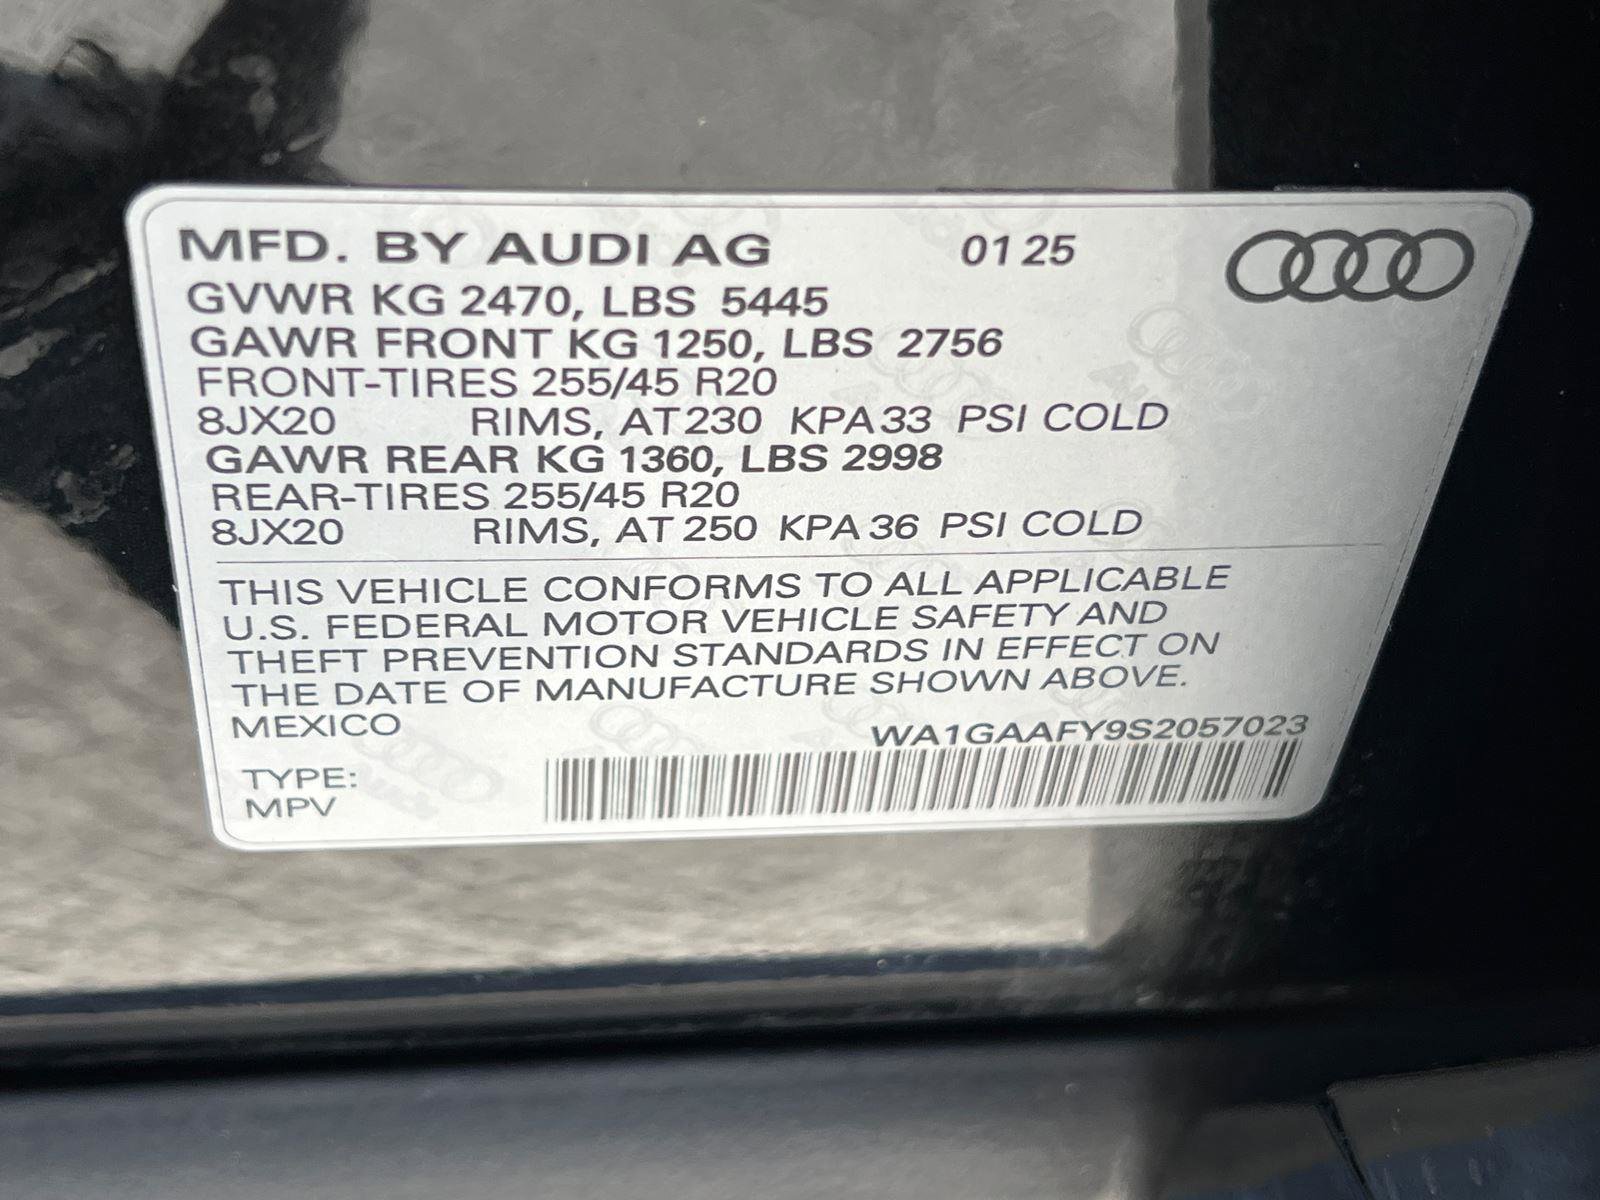 MFD. BY AUDI AG 01 25
GVWR KG 2470, LBS 5445
GAWR FRONT KG 1250, LBS 2756
FRONT-TIRES 255/45 R20
8JX20 RIMS, AT 230 KPA 33 PSI COLD
GAWR REAR KG 1360, LBS 2998
REAR-TIRES 255/45 R20
8JX20 RIMS, AT 250 KPA 36 PSI COLD
THIS VEHICLE CONFORMS TO ALL APPLICABLE
U.S. FEDERAL MOTOR VEHICLE SAFETY AND
THEFT PREVENTION STANDARDS IN EFFECT ON
THE DATE OF MANUFACTURE SHOWN ABOVE.
MEXICO WA1GAAFY9S2057023
TYPE:
MPV